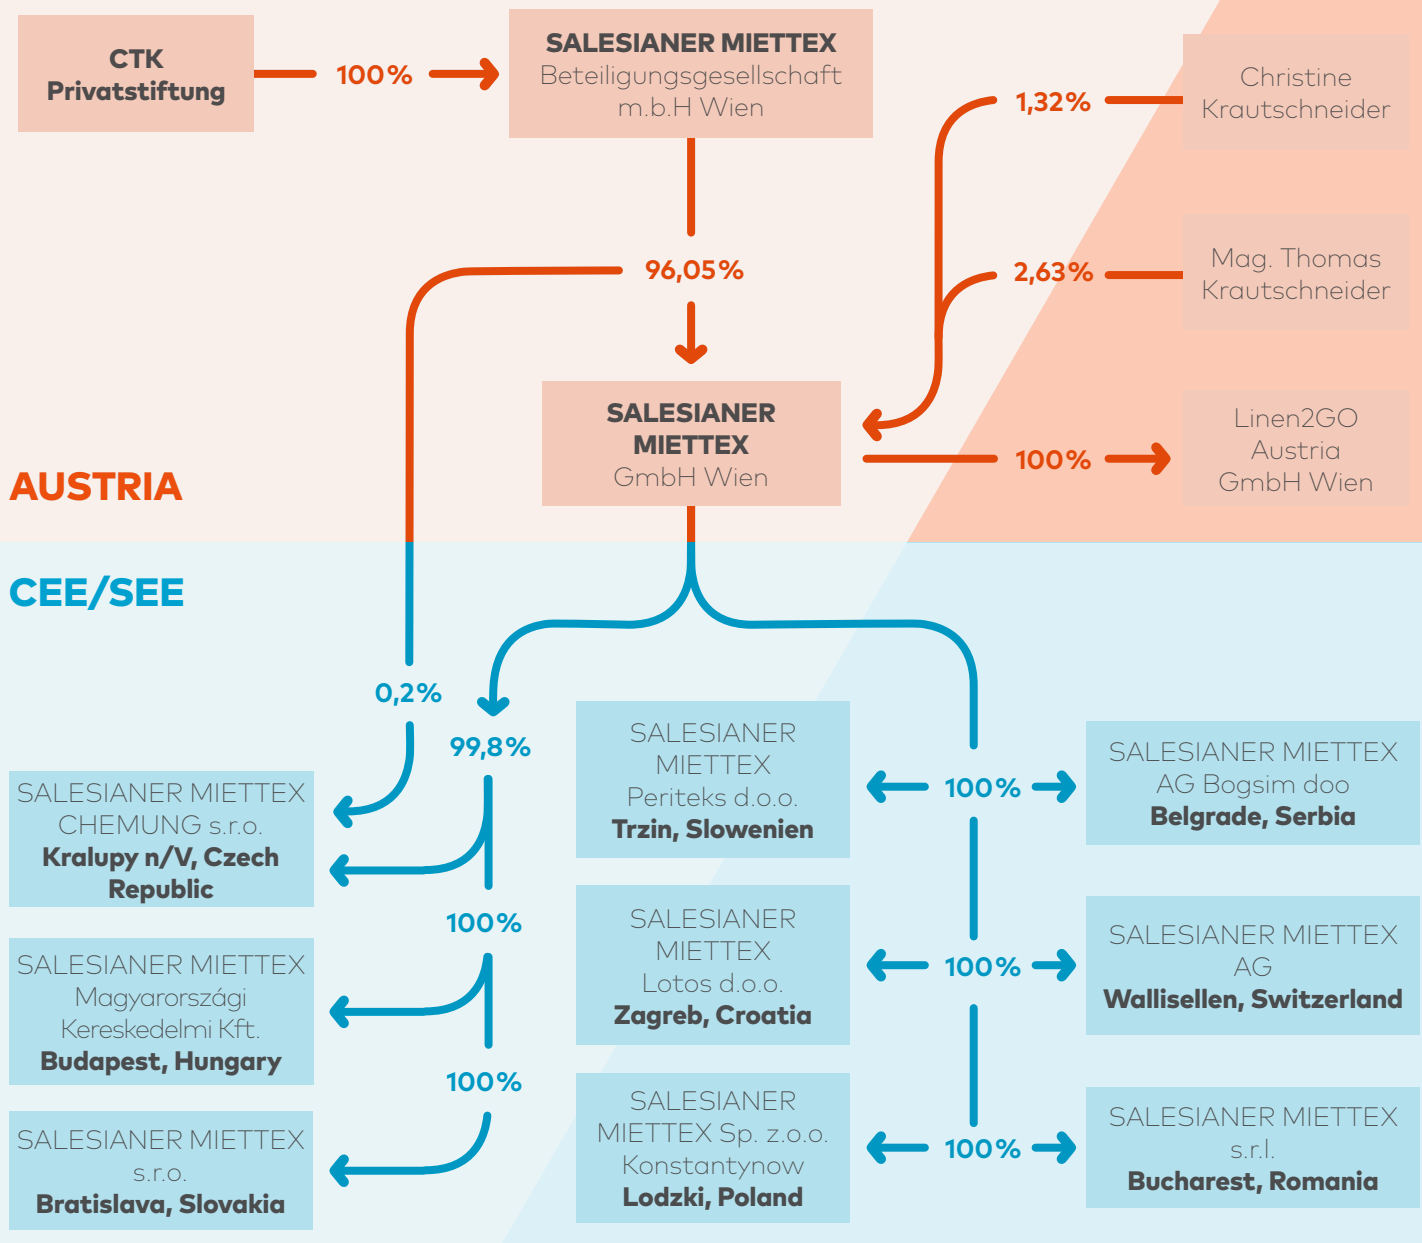 CTK
Privatstiftung
100%
SALESIANER MIETTEX
Beteiligungsgesellschaft
m.b.H Wien
1,32%
Christine
Krautschneider
96,05%
2,63%
Mag. Thomas
Krautschneider
SALESIANER
MIETTEX
GmbH Wien
100%
Linen2GO
Austria
GmbH Wien
AUSTRIA
CEE/SEE
0,2%
99,8%
SALESIANER MIETTEX
CHEMUNG s.r.o.
Kralupy n/V, Czech
Republic
100%
SALESIANER MIETTEX
Magyarországi
Kereskedelmi Kft.
Budapest, Hungary
100%
SALESIANER MIETTEX
s.r.o.
Bratislava, Slovakia
SALESIANER
MIETTEX
Periteks d.o.o.
Trzin, Slowenien
100%
SALESIANER MIETTEX
AG Bogsim doo
Belgrade, Serbia
SALESIANER
MIETTEX
Lotos d.o.o.
Zagreb, Croatia
100%
SALESIANER MIETTEX
AG
Wallisellen, Switzerland
SALESIANER
MIETTEX Sp. z.o.o.
Konstantynow
Lodzki, Poland
100%
SALESIANER MIETTEX
s.r.l.
Bucharest, Romania